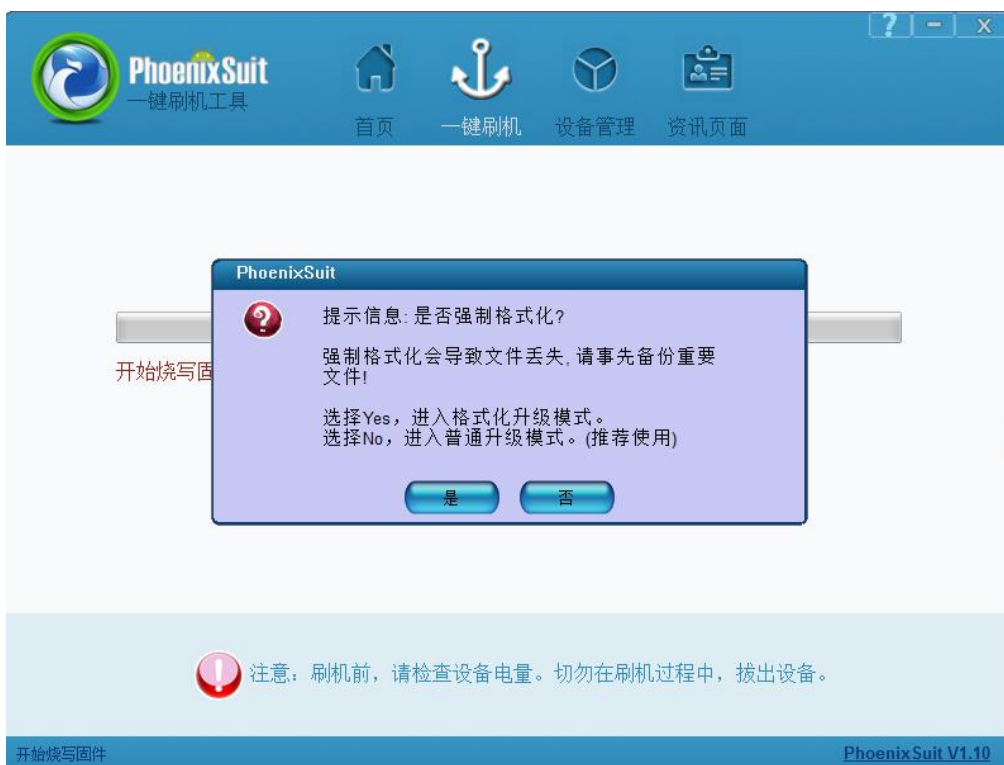 ? - x
PhoenixSuit
一键刷机工具
首页 一键刷机 设备管理 资讯页面
PhoenixSuit
提示信息: 是否强制格式化?
强制格式化会导致文件丢失, 请事先备份重要
文件!
选择Yes，进入格式化升级模式。
选择No，进入普通升级模式。(推荐使用)
是 否
开始烧写固
注意：刷机前，请检查设备电量。切勿在刷机过程中，拔出设备。
开始烧写固件 PhoenixSuit V1.10